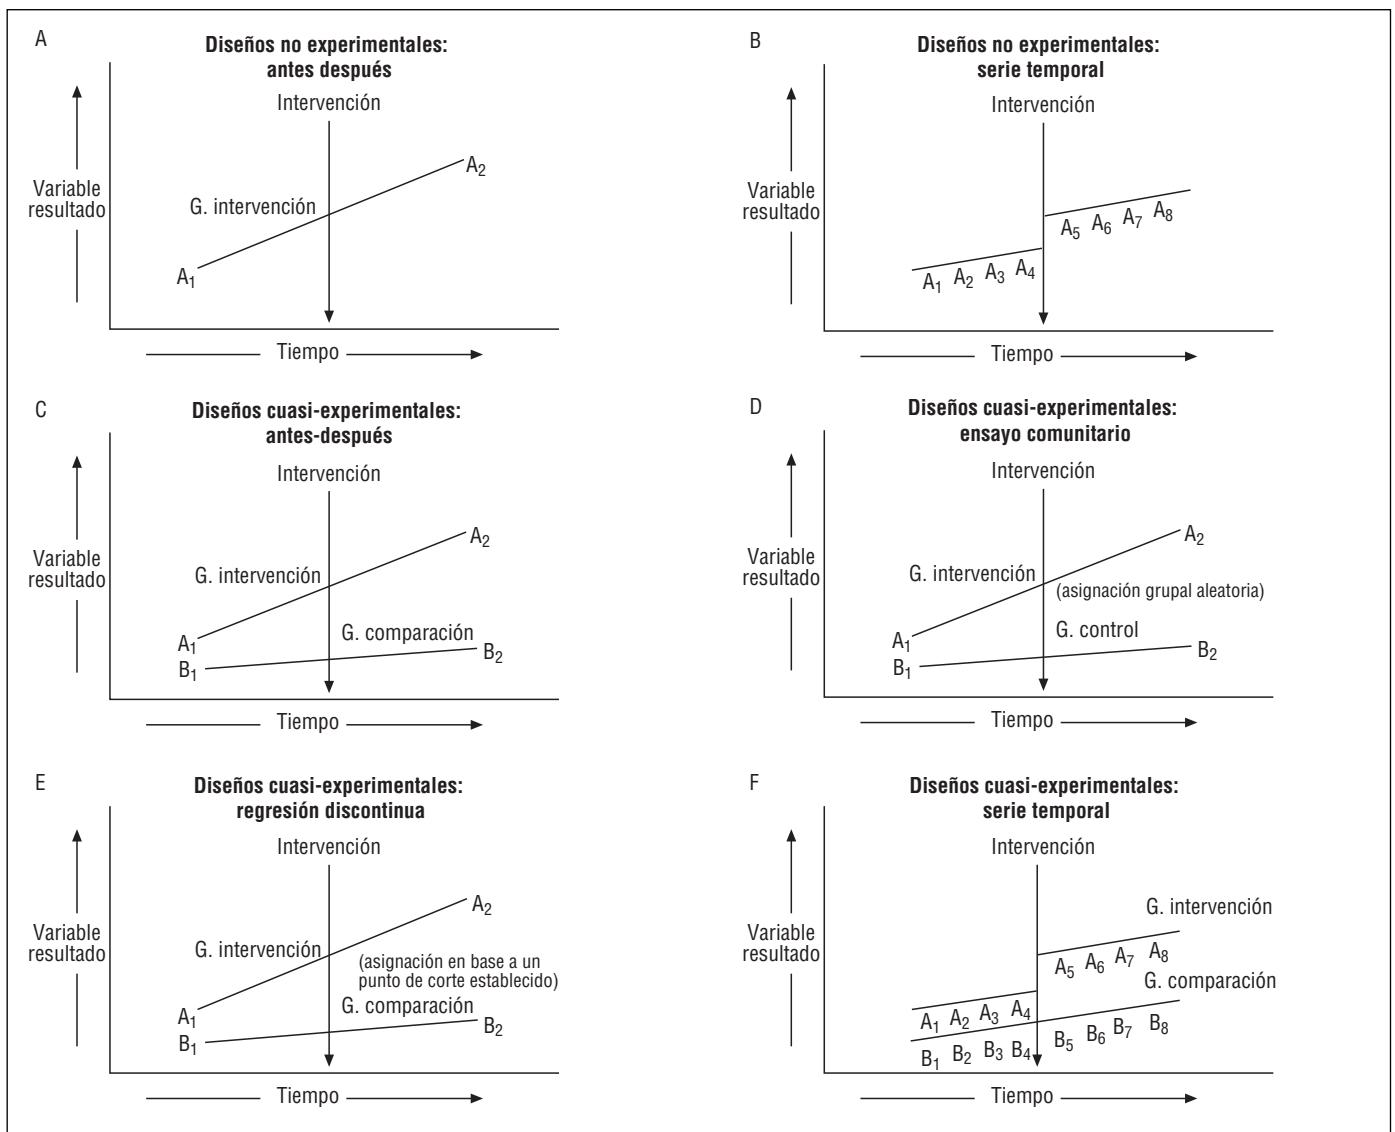 A
Diseños no experimentales:
antes después
Intervención
Variable
resultado
G. intervención
A1
A2
Tiempo
B
Diseños no experimentales:
serie temporal
Intervención
Variable
resultado
A1 A2 A3 A4
A5 A6 A7 A8
Tiempo
C
Diseños cuasi-experimentales:
antes-después
Intervención
Variable
resultado
G. intervención
A1
A2
G. comparación
B1
B2
Tiempo
D
Diseños cuasi-experimentales:
ensayo comunitario
Intervención
Variable
resultado
G. intervención
(asignación grupal aleatoria)
A1
A2
G. control
B1
B2
Tiempo
E
Diseños cuasi-experimentales:
regresión discontinua
Intervención
Variable
resultado
G. intervención
(asignación en base a un
punto de corte establecido)
A1
A2
G. comparación
B1
B2
Tiempo
F
Diseños cuasi-experimentales:
serie temporal
Intervención
Variable
resultado
G. intervención
A1 A2 A3 A4
A5 A6 A7 A8
G. comparación
B1 B2 B3 B4
B5 B6 B7 B8
Tiempo